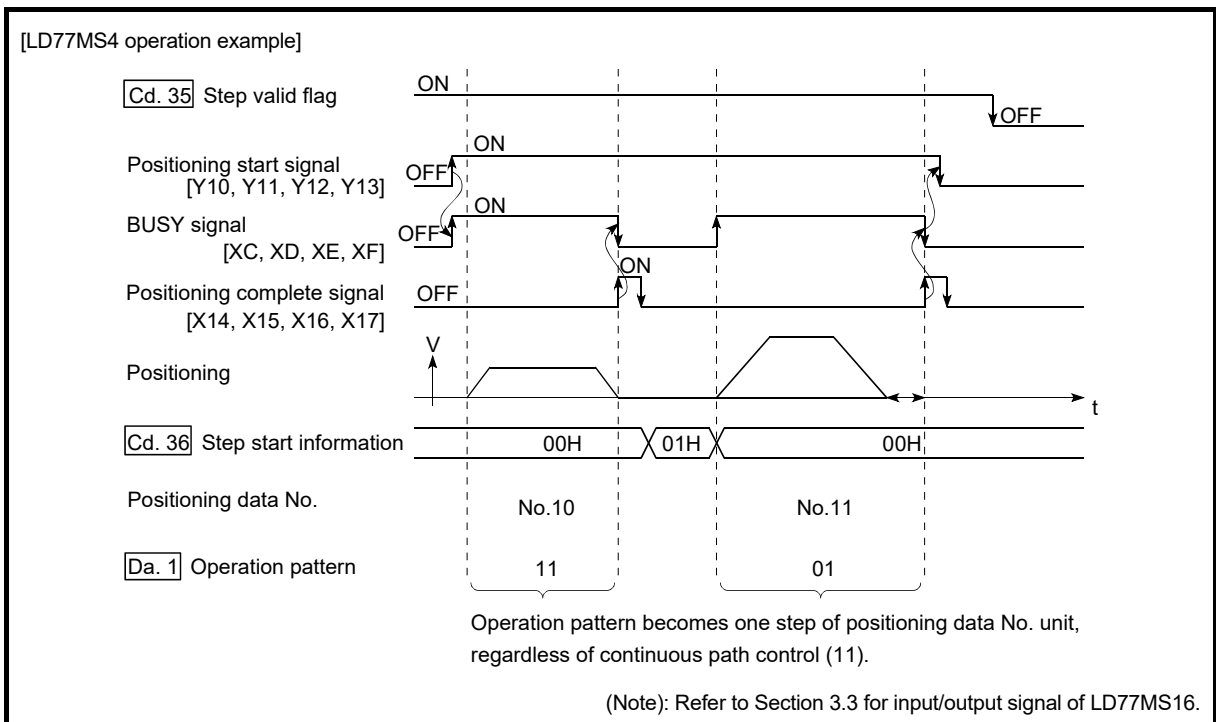 [LD77MS4 operation example]
Cd. 35 Step valid flag
ON
OFF
Positioning start signal
[Y10, Y11, Y12, Y13]
OFF
ON
BUSY signal
[XC, XD, XE, XF]
OFF
ON
Positioning complete signal
[X14, X15, X16, X17]
OFF
ON
Positioning
V
t
Cd. 36 Step start information
00H
01H
00H
Positioning data No.
No.10
No.11
Da. 1 Operation pattern
11
01
Operation pattern becomes one step of positioning data No. unit,
regardless of continuous path control (11).
(Note): Refer to Section 3.3 for input/output signal of LD77MS16.